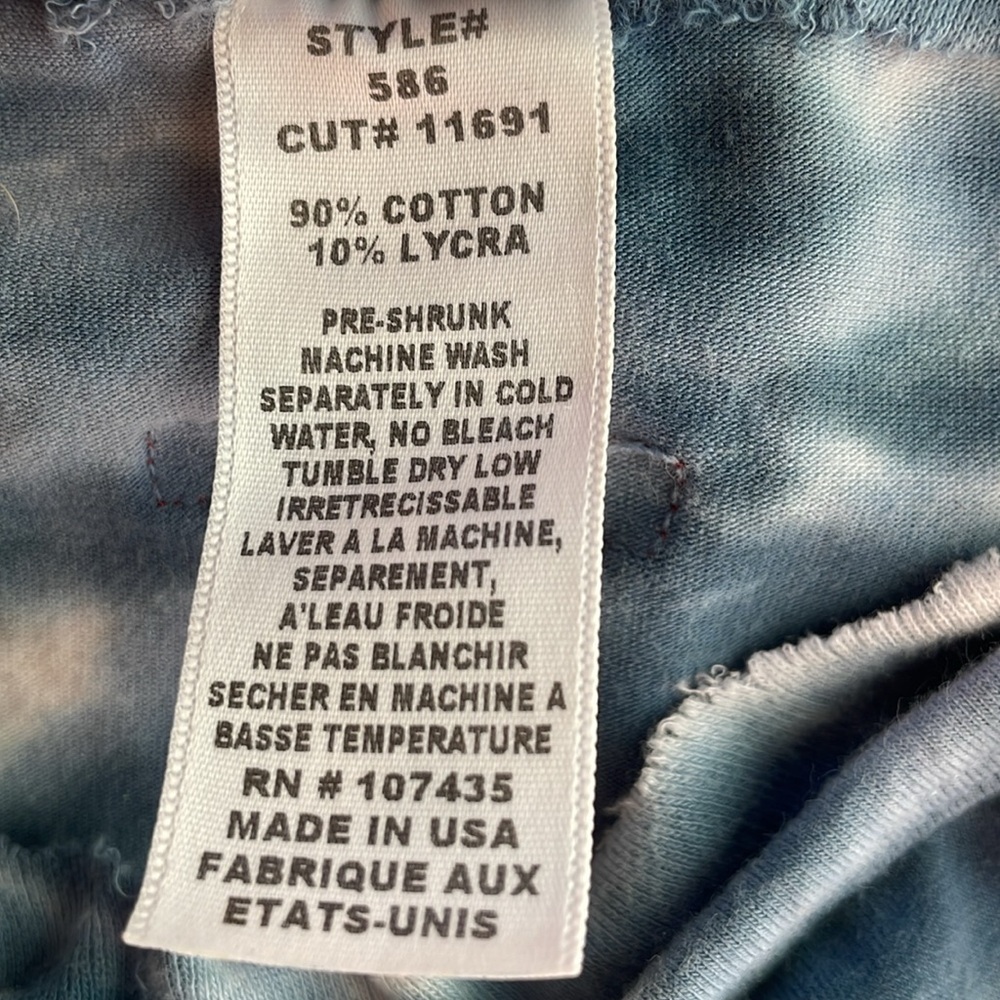 STYLE#
586
CUT# 11691
90% COTTON
10% LYCRA
PRE-SHRUNK
MACHINE WASH
SEPARATELY IN COLD
WATER, NO BLEACH
TUMBLE DRY LOW
IRRETRECISSABLE
LAVER A LA MACHINE,
SEPAREMENT,
A'LEAU FROIDE
NE PAS BLANCHIR
SECHER EN MACHINE A
BASSE TEMPERATURE
RN # 107435
MADE IN USA
FABRIQUE AUX
ETATS-UNIS